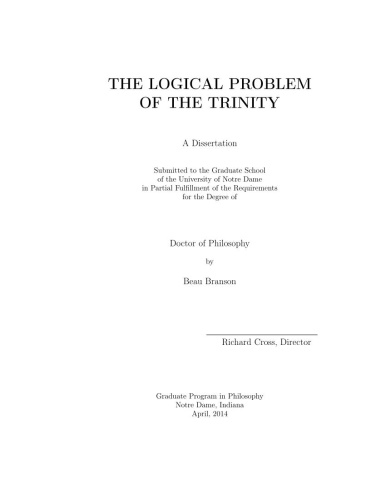 THE LOGICAL PROBLEM
OF THE TRINITY
A Dissertation
Submitted to the Graduate School
of the University of Notre Dame
in Partial Fulfillment of the Requirements
for the Degree of
Doctor of Philosophy
by
Beau Branson
Richard Cross, Director
Graduate Program in Philosophy
Notre Dame, Indiana
April, 2014